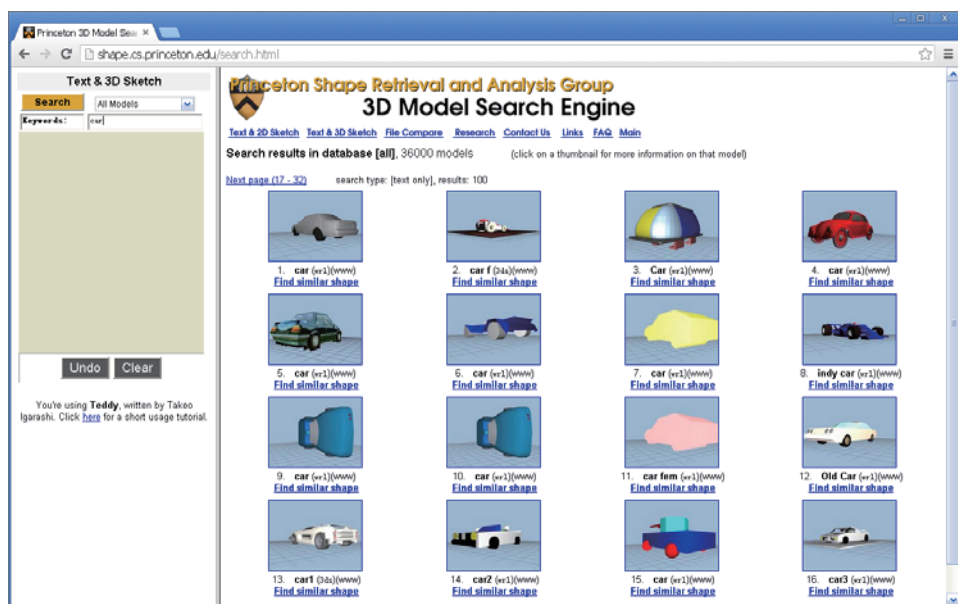 Princeton 3D Model Sea
shape.cs.princeton.edu/search.html
Text & 3D Sketch
Search All Models
Keywords: car
Undo Clear
You're using Teddy, written by Takeo
Igarashi. Click here for a short usage tutorial.
Princeton Shape Retrieval and Analysis Group
3D Model Search Engine
Text & 2D Sketch Text & 3D Sketch File Compare Research Contact Us Links FAQ Main
Search results in database [all], 36000 models (click on a thumbnail for more information on that model)
Next page (17 - 32) search type: [text only], results: 100
1. car (wrl)(www) 2. car f (3ds)(www) 3. Car (wrl)(www) 4. car (wrl)(www)
Find similar shape Find similar shape Find similar shape Find similar shape
5. car (wrl)(www) 6. car (wrl)(www) 7. car (wrl)(www) 8. indy car (wrl)(www)
Find similar shape Find similar shape Find similar shape Find similar shape
9. car (wrl)(www) 10. car (wrl)(www) 11. car fem (wrl)(www) 12. Old Car (wrl)(www)
Find similar shape Find similar shape Find similar shape Find similar shape
13. car1 (3ds)(www) 14. car2 (wrl)(www) 15. car (wrl)(www) 16. car3 (wrl)(www)
Find similar shape Find similar shape Find similar shape Find similar shape